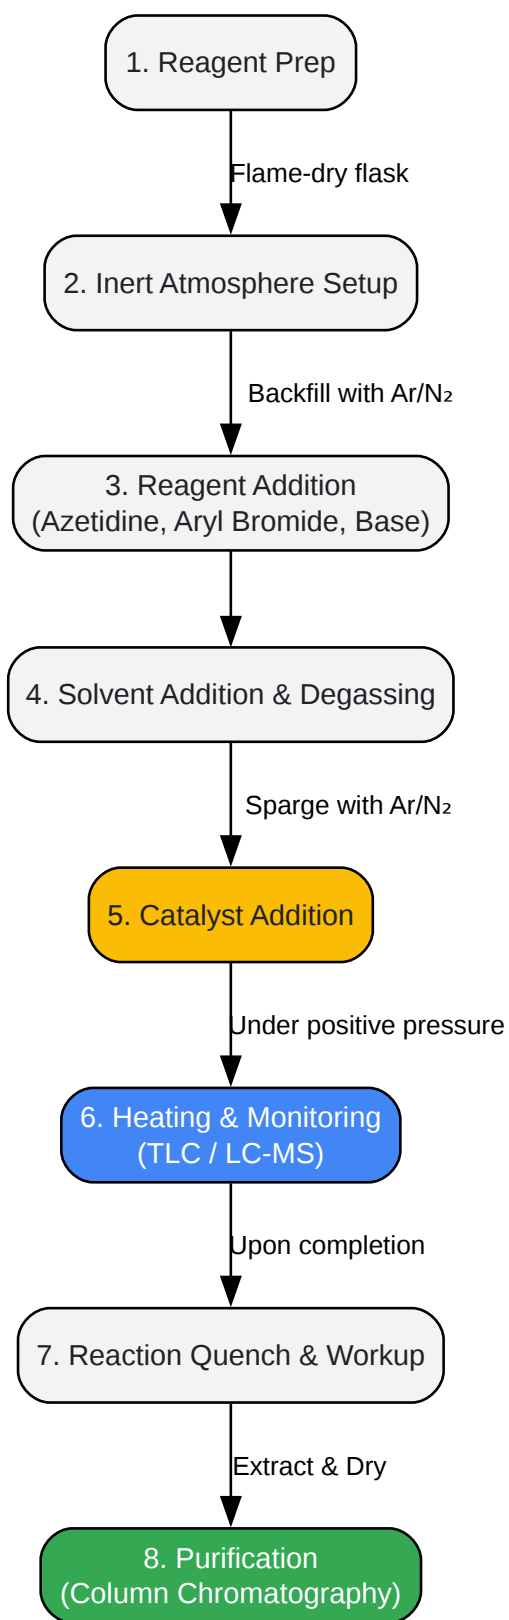 1. Reagent Prep
Flame-dry flask
2. Inert Atmosphere Setup
Backfill with Ar/N₂
3. Reagent Addition
(Azetidine, Aryl Bromide, Base)
4. Solvent Addition & Degassing
Sparge with Ar/N₂
5. Catalyst Addition
Under positive pressure
6. Heating & Monitoring
(TLC / LC-MS)
Upon completion
7. Reaction Quench & Workup
Extract & Dry
8. Purification
(Column Chromatography)